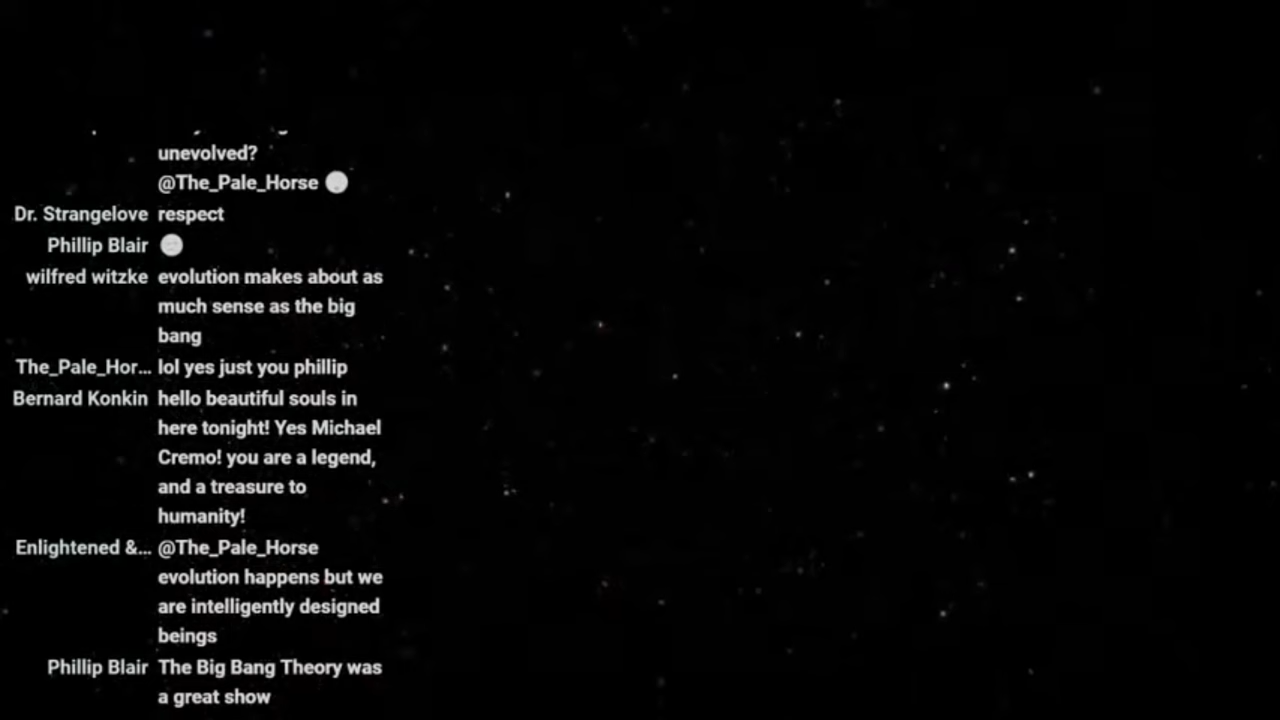 unevolved?
@The_Pale_Horse
Dr. Strangelove respect
Phillip Blair
wilfred witzke evolution makes about as
much sense as the big
bang
The_Pale_Hor... lol yes just you phillip
Bernard Konkin hello beautiful souls in
here tonight! Yes Michael
Cremo! you are a legend,
and a treasure to
humanity!
Enlightened &... @The_Pale_Horse
evolution happens but we
are intelligently designed
beings
Phillip Blair The Big Bang Theory was
a great show